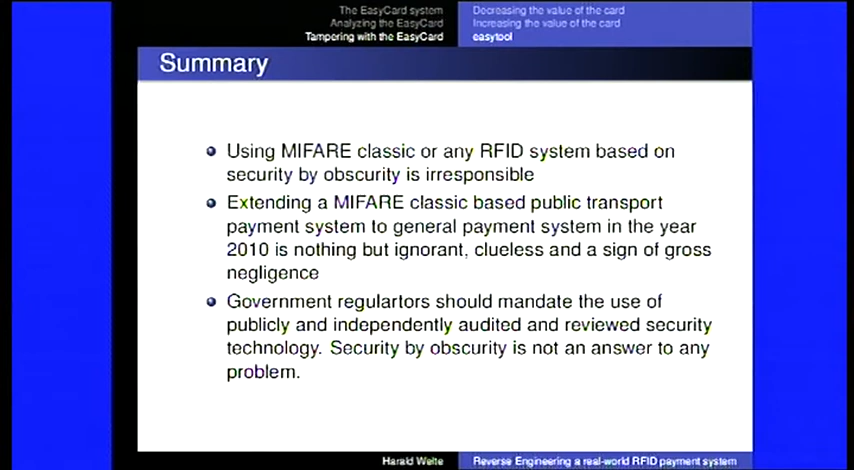 The EasyCard system
Analyzing the EasyCard
Tampering with the EasyCard
Decreasing the value of the card
Increasing the value of the card
easytool
Summary
Using MIFARE classic or any RFID system based on
security by obscurity is irresponsible
Extending a MIFARE classic based public transport
payment system to general payment system in the year
2010 is nothing but ignorant, clueless and a sign of gross
negligence
Government regulartors should mandate the use of
publicly and independently audited and reviewed security
technology. Security by obscurity is not an answer to any
problem.
Harald Welte
Reverse Engineering a real-world RFID payment system